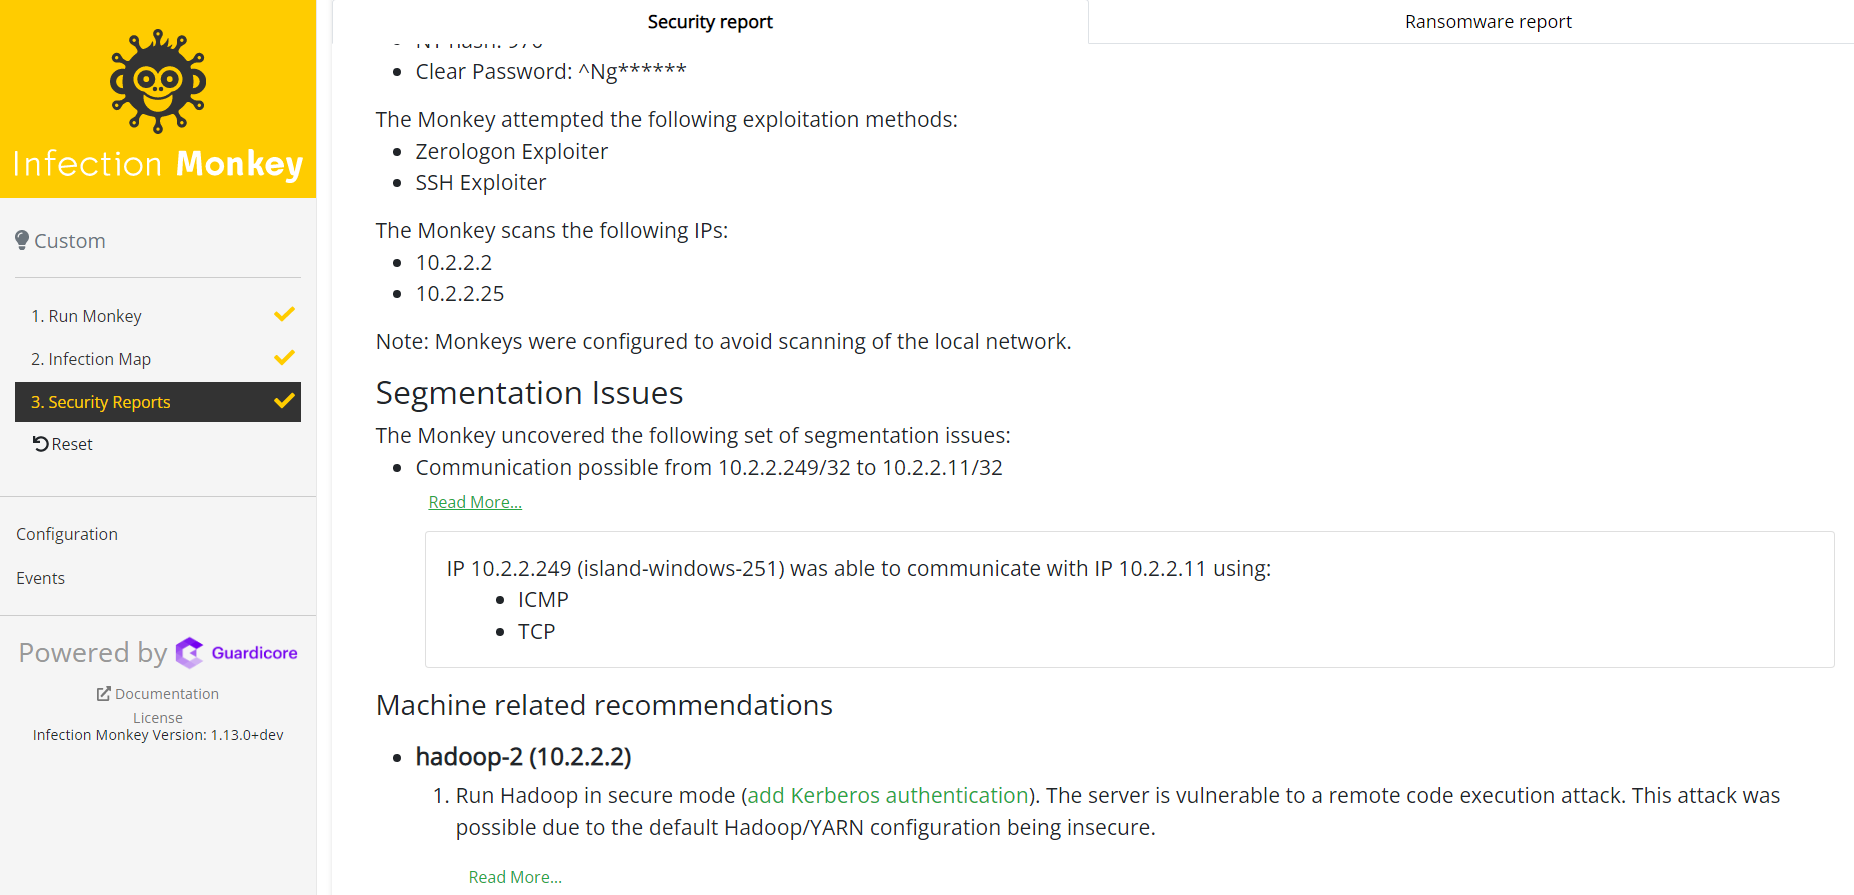 Infection Monkey
Custom
1. Run Monkey
2. Infection Map
3. Security Reports
Reset
Configuration
Events
Powered by Guardicore
Documentation
License
Infection Monkey Version: 1.13.0+dev
Security report
Ransomware report
Clear Password: ^Ng******
The Monkey attempted the following exploitation methods:
Zerologon Exploiter
SSH Exploiter
The Monkey scans the following IPs:
10.2.2.2
10.2.2.25
Note: Monkeys were configured to avoid scanning of the local network.
Segmentation Issues
The Monkey uncovered the following set of segmentation issues:
Communication possible from 10.2.2.249/32 to 10.2.2.11/32
Read More...
IP 10.2.2.249 (island-windows-251) was able to communicate with IP 10.2.2.11 using:
ICMP
TCP
Machine related recommendations
hadoop-2 (10.2.2.2)
1. Run Hadoop in secure mode (add Kerberos authentication). The server is vulnerable to a remote code execution attack. This attack was
possible due to the default Hadoop/YARN configuration being insecure.
Read More...